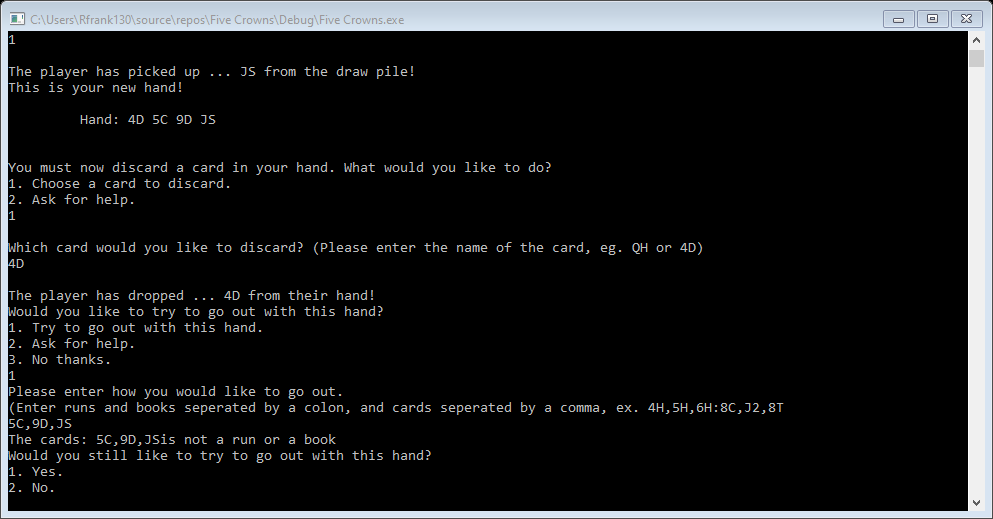 C:\Users\Rfrank130\source\repos\Five Crowns\Debug\Five Crowns.exe
1
The player has picked up ... JS from the draw pile!
This is your new hand!
Hand: 4D 5C 9D JS
You must now discard a card in your hand. What would you like to do?
1. Choose a card to discard.
2. Ask for help.
1
Which card would you like to discard? (Please enter the name of the card, eg. QH or 4D)
4D
The player has dropped ... 4D from their hand!
Would you like to try to go out with this hand?
1. Try to go out with this hand.
2. Ask for help.
3. No thanks.
1
Please enter how you would like to go out.
(Enter runs and books seperated by a colon, and cards seperated by a comma, ex. 4H,5H,6H:8C,J2,8T
5C,9D,JS
The cards: 5C,9D,JSis not a run or a book
Would you still like to try to go out with this hand?
1. Yes.
2. No.